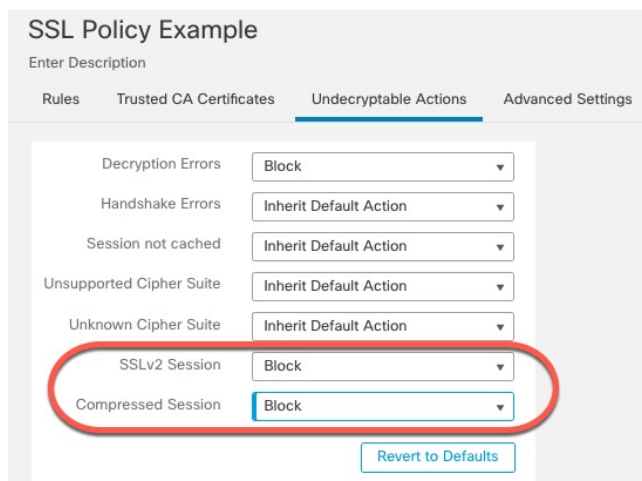 SSL Policy Example
Enter Description
Rules Trusted CA Certificates Undecryptable Actions Advanced Settings
Decryption Errors Block
Handshake Errors Inherit Default Action
Session not cached Inherit Default Action
Unsupported Cipher Suite Inherit Default Action
Unknown Cipher Suite Inherit Default Action
SSLv2 Session Block
Compressed Session Block
Revert to Defaults